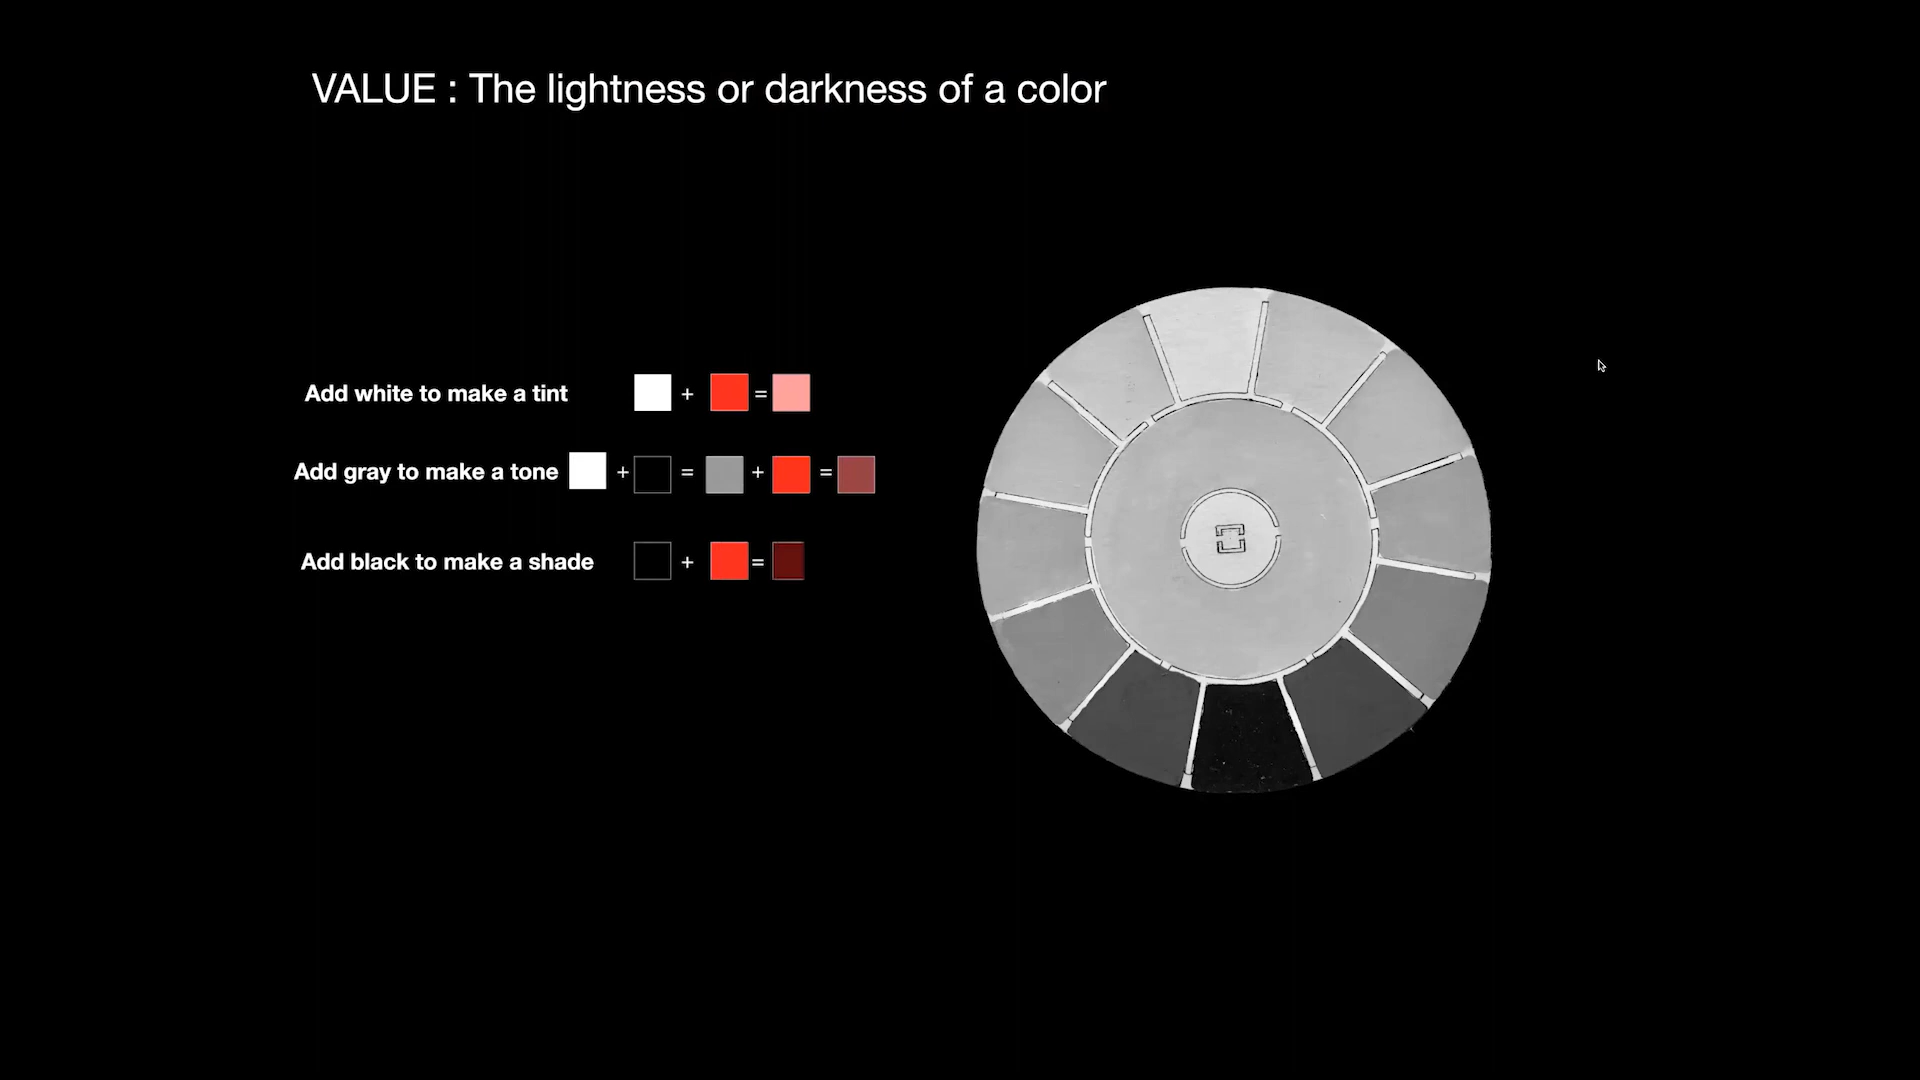 VALUE : The lightness or darkness of a color
Add white to make a tint + =
Add gray to make a tone + = + =
Add black to make a shade + =